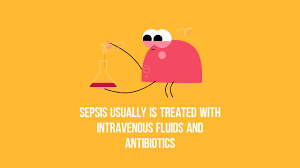 SEPSIS USUALLY IS TREATED WITH
INTRAVENOUS FLUIDS AND
ANTIBIOTICS